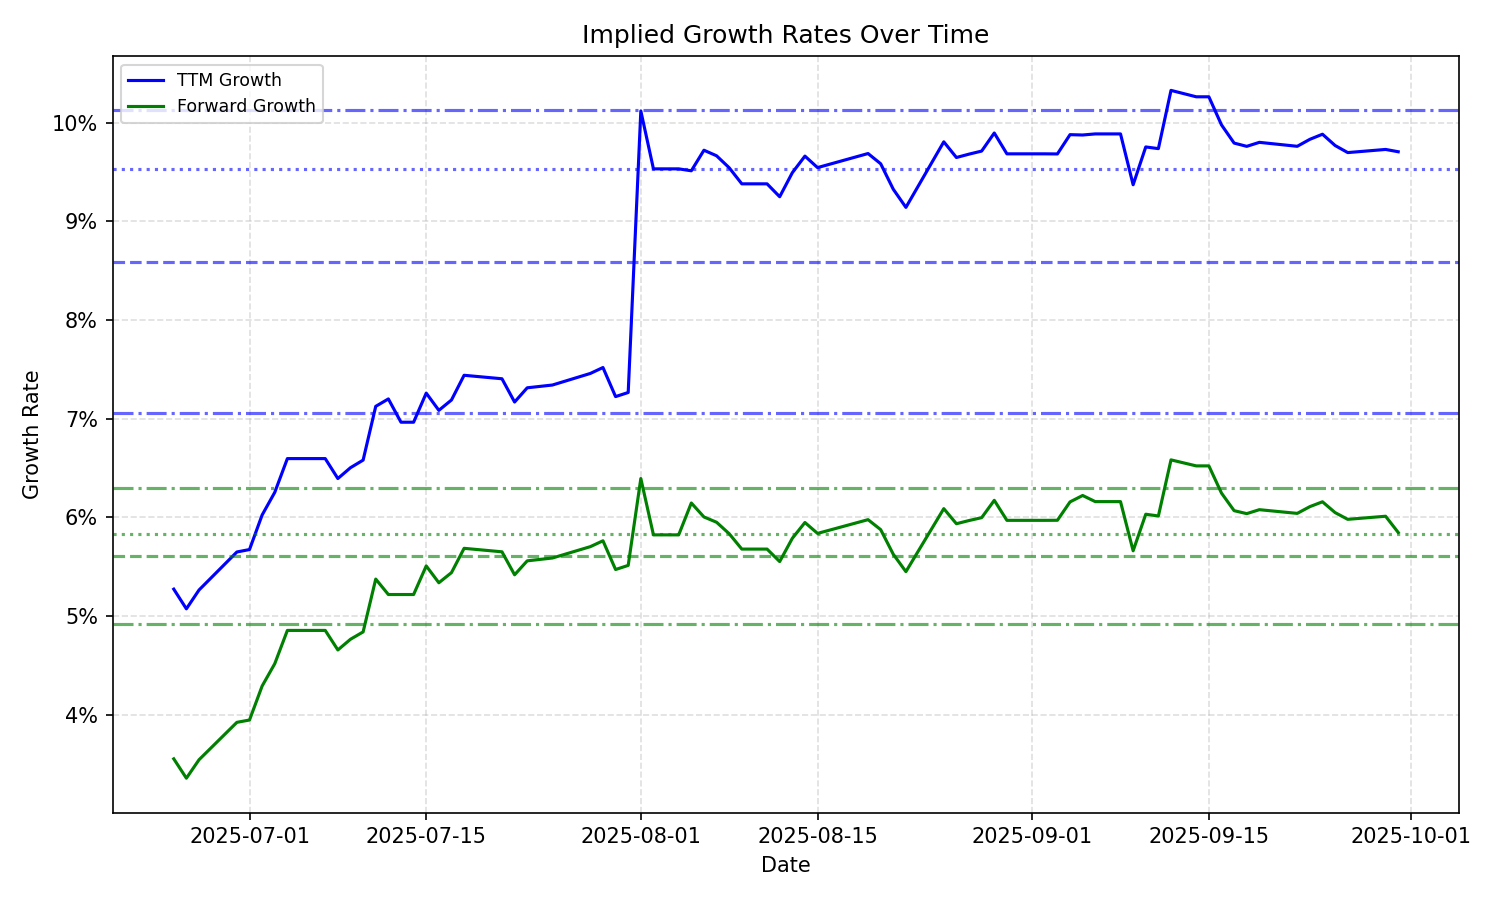 Implied Growth Rates Over Time
TTM Growth
Forward Growth
10%
9%
8%
7%
6%
5%
4%
Growth Rate
2025-07-01
2025-07-15
2025-08-01
2025-08-15
2025-09-01
2025-09-15
2025-10-01
Date